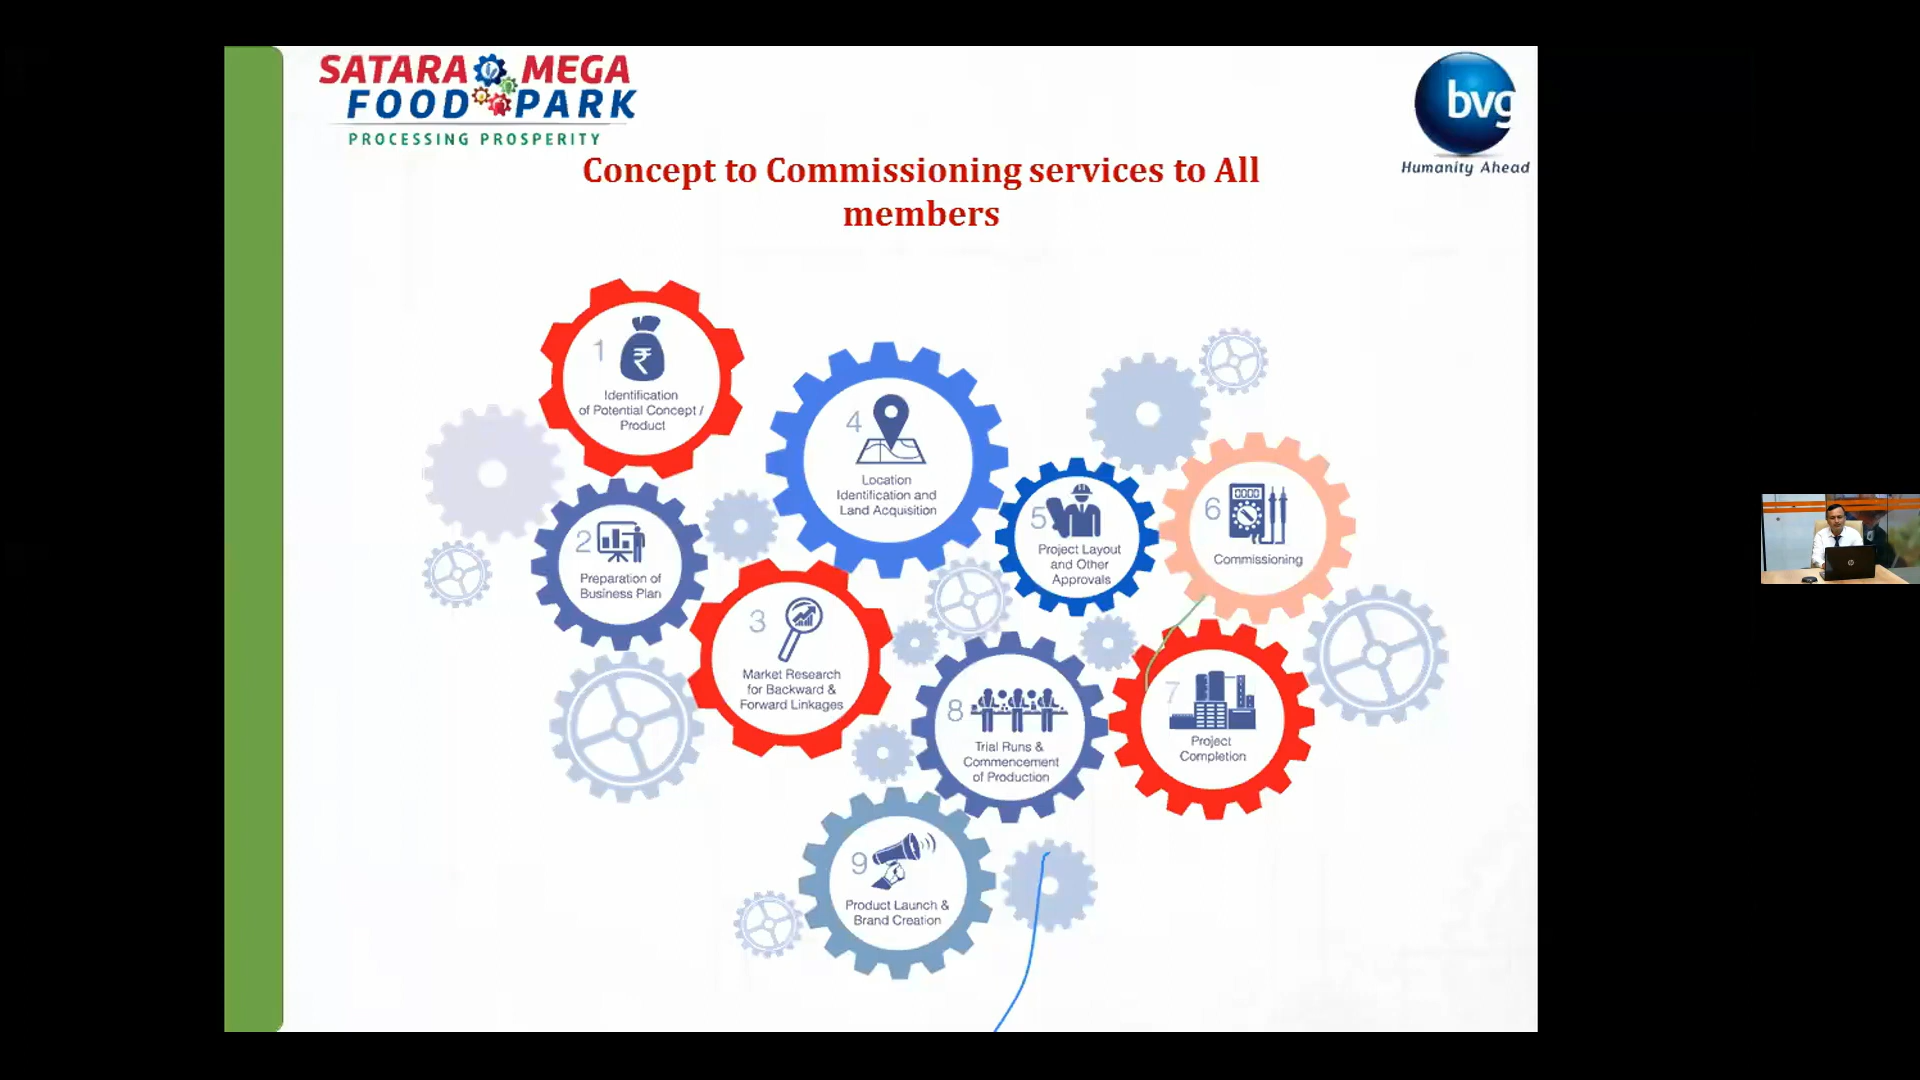 SATARA MEGA
FOOD PARK
PROCESSING PROSPERITY
bvg
Humanity Ahead
Concept to Commissioning services to All
members
1
₹
Identification
of Potential Concept /
Product
2
Preparation of
Business Plan
3
Market Research
for Backward &
Forward Linkages
4
Location
Identification and
Land Acquisition
5
Project Layout
and Other
Approvals
6
0000
Commissioning
7
Project
Completion
8
Trial Runs &
Commencement
of Production
9
Product Launch &
Brand Creation